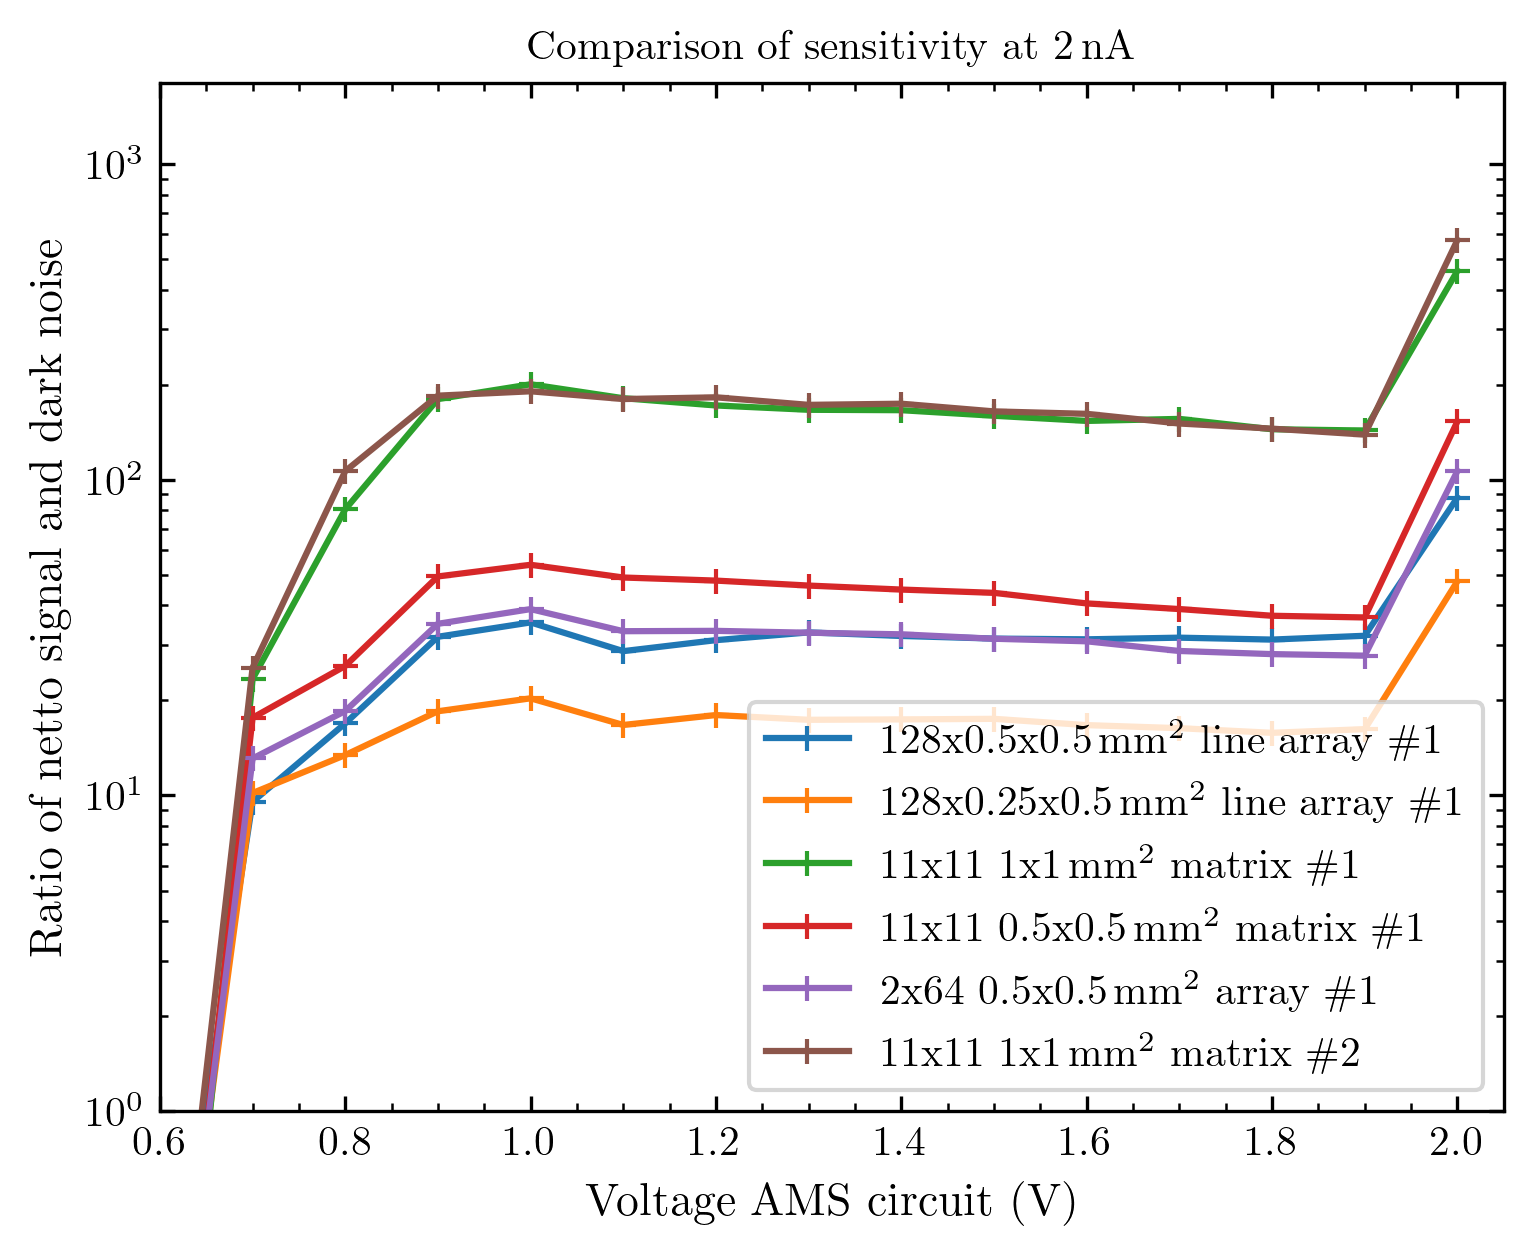 Comparison of sensitivity at 2 nA
Ratio of netto signal and dark noise
10³
10²
10¹
10⁰
128x0.5x0.5 mm² line array #1
128x0.25x0.5 mm² line array #1
11x11 1x1 mm² matrix #1
11x11 0.5x0.5 mm² matrix #1
2x64 0.5x0.5 mm² array #1
11x11 1x1 mm² matrix #2
0.6 0.8 1.0 1.2 1.4 1.6 1.8 2.0
Voltage AMS circuit (V)